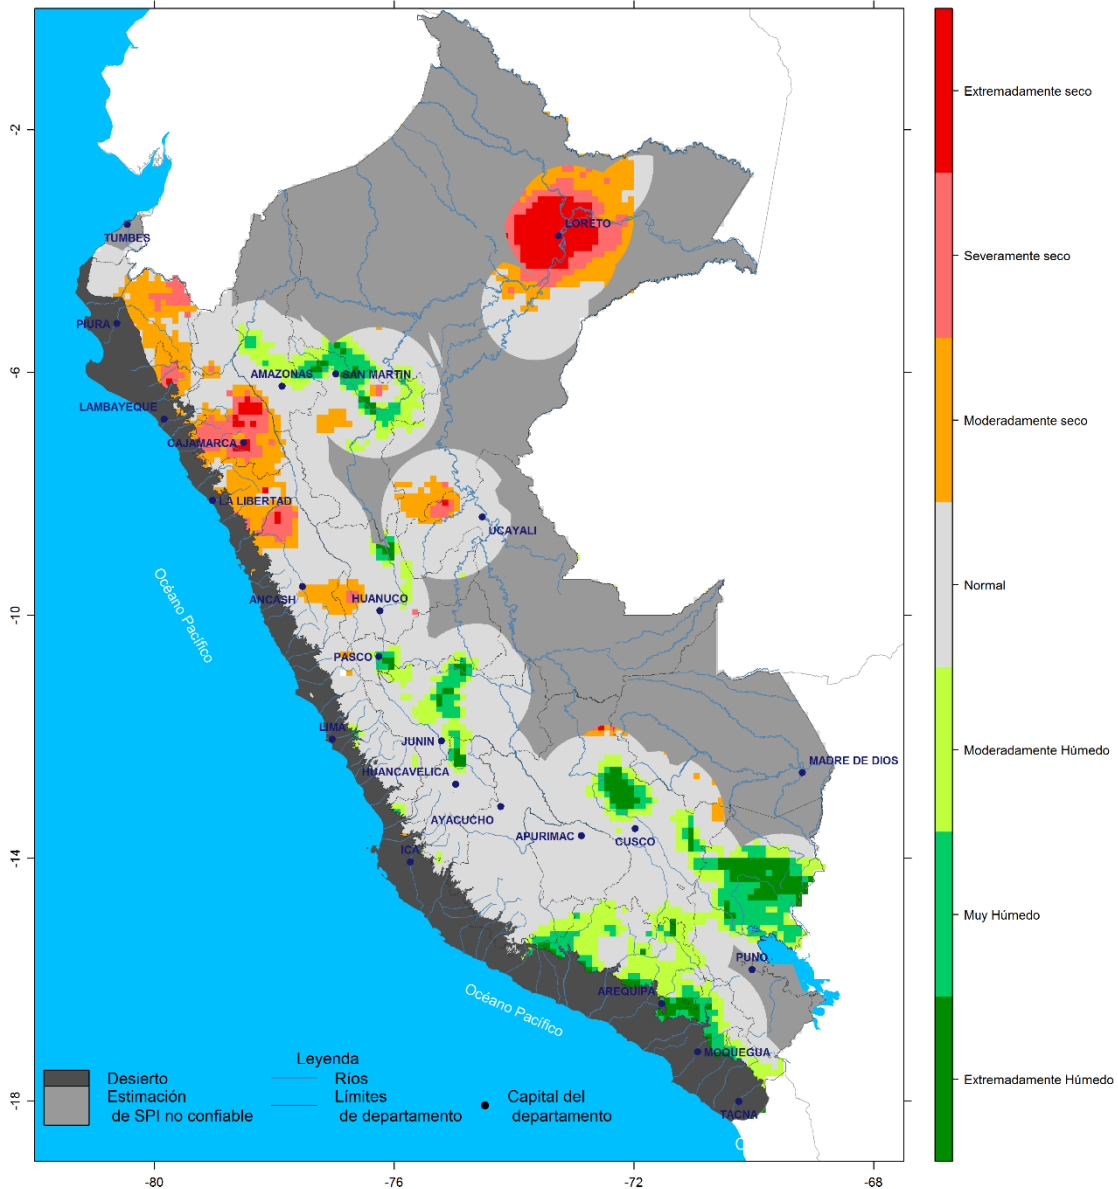 -2
-6
-10
-14
-18
-80
-76
-72
-68
TUMBES
LORETO
PIURA
AMAZONAS
SAN MARTIN
LAMBAYEQUE
CAJAMARCA
LA LIBERTAD
UCAYALI
ANCASH
HUANUCO
Océano Pacífico
PASCO
LIMA
JUNIN
HUANCAVELICA
MADRE DE DIOS
AYACUCHO
APURIMAC
CUSCO
ICA
PUNO
AREQUIPA
Océano Pacífico
MOQUEGUA
TACNA
Leyenda
Desierto
Estimación
de SPI no confiable
Ríos
Límites
de departamento
Capital del
departamento
Extremadamente seco
Severamente seco
Moderadamente seco
Normal
Moderadamente Húmedo
Muy Húmedo
Extremadamente Húmedo